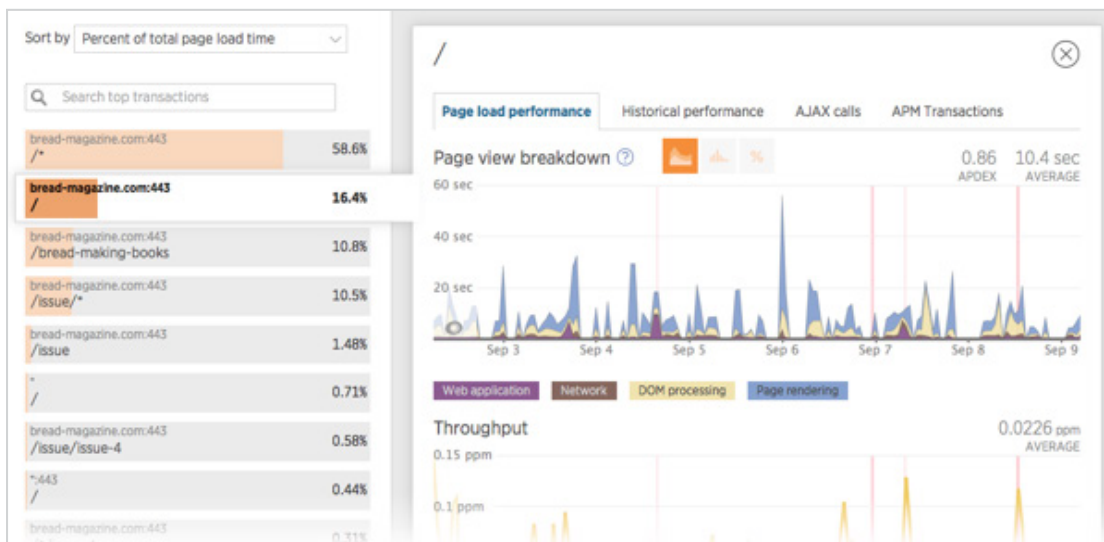 Sort by Percent of total page load time
Search top transactions
bread-magazine.com:443
/* 58.6%
bread-magazine.com:443
/ 16.4%
bread-magazine.com:443
/bread-making-books 10.8%
bread-magazine.com:443
/issue/* 10.5%
bread-magazine.com:443
/issue 1.48%
*
/ 0.71%
bread-magazine.com:443
/issue/issue-4 0.58%
*:443
/ 0.44%
bread-magazine.com:443
0.31%
/
Page load performance Historical performance AJAX calls APM Transactions
Page view breakdown ? % 0.86 10.4 sec
APDEX AVERAGE
60 sec
40 sec
20 sec
Sep 3 Sep 4 Sep 5 Sep 6 Sep 7 Sep 8 Sep 9
Web application Network DOM processing Page rendering
Throughput 0.0226 ppm
AVERAGE
0.15 ppm
0.1 ppm